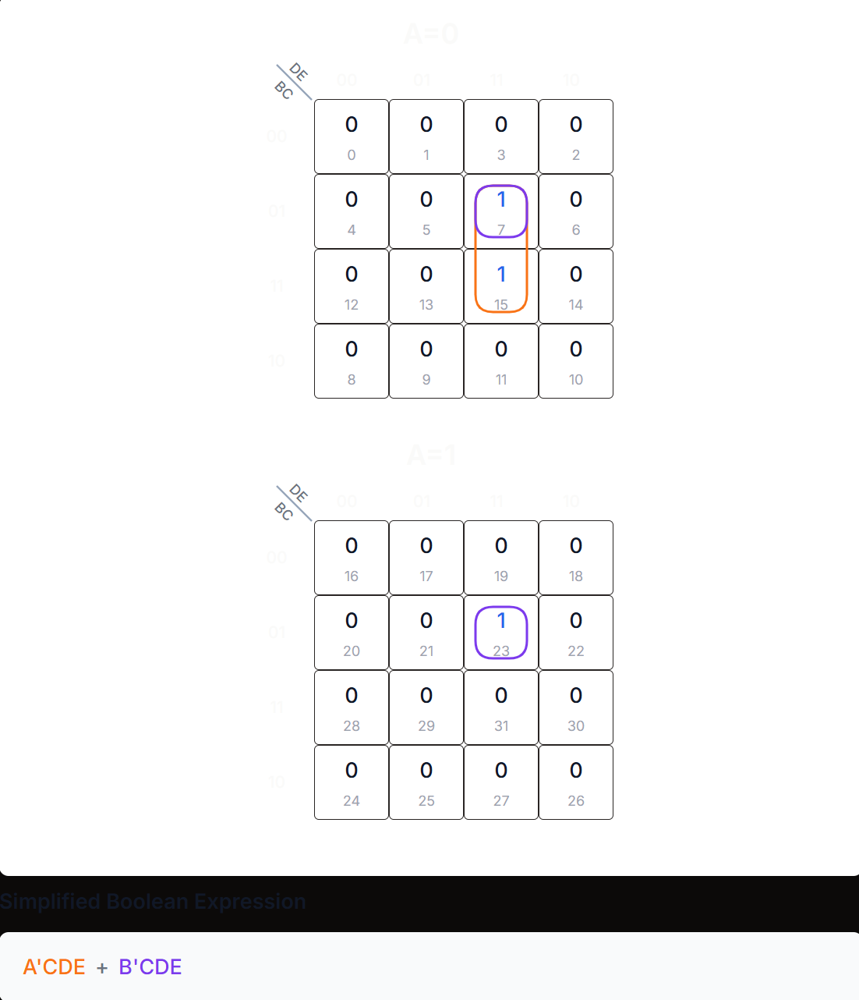 A=0
DE
BC
00 01 11 10
00
0 0 0 0
0 1 3 2
01
0 0 1 0
4 5 7 6
11
0 0 1 0
12 13 15 14
10
0 0 0 0
8 9 11 10
A=1
DE
BC
00 01 11 10
00
0 0 0 0
16 17 19 18
01
0 0 1 0
20 21 23 22
11
0 0 0 0
28 29 31 30
10
0 0 0 0
24 25 27 26
Simplified Boolean Expression
A'CDE + B'CDE